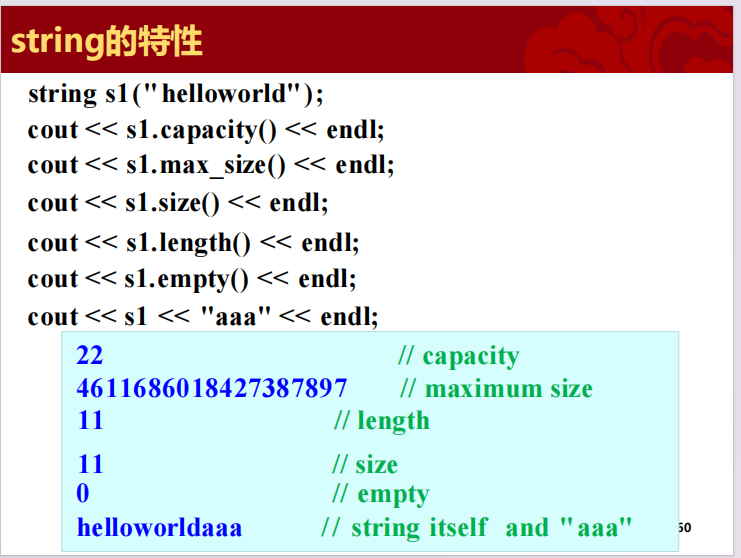 string的特性
string s1("helloworld");
cout << s1.capacity() << endl;
cout << s1.max_size() << endl;
cout << s1.size() << endl;
cout << s1.length() << endl;
cout << s1.empty() << endl;
cout << s1 << "aaa" << endl;
22 // capacity
4611686018427387897 // maximum size
11 // length
11 // size
0 // empty
helloworldaaa // string itself and "aaa"